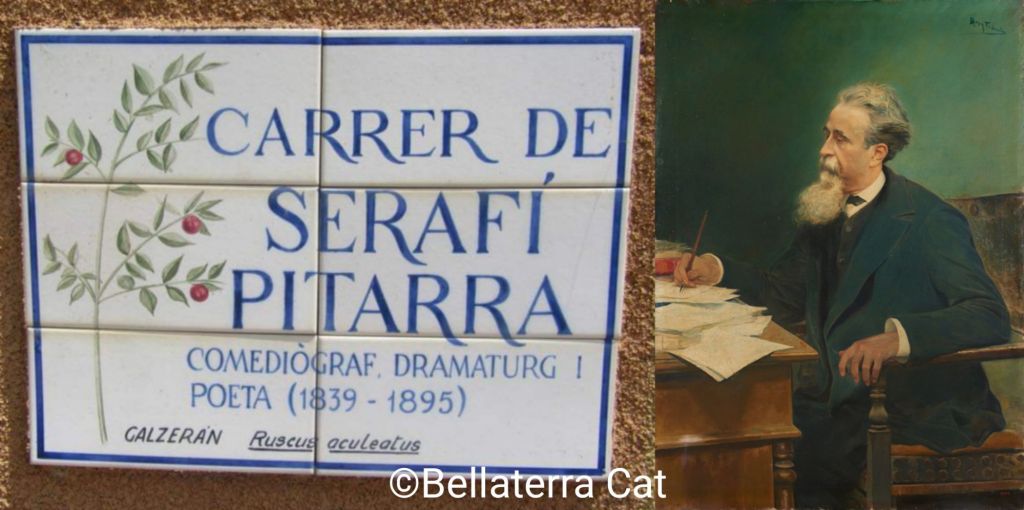 CARRER DE
SERAFÍ
PITARRA
COMEDIÒGRAF, DRAMATURG I
POETA (1839 - 1895)
GALZERÁN Ruscus aculeatus
©Bellaterra Cat